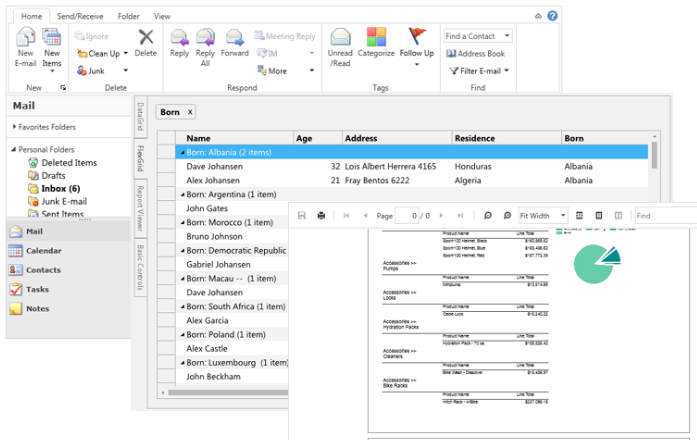 Home Send/Receive Folder View
New E-mail
New Items
Ignore
Clean Up
Junk
Delete
Reply
Reply All
Forward
Meeting Reply
IM
More
Unread /Read
Categorize
Follow UP
Find a Contact
Address Book
Filter E-mail
New Delete Respond Tags Find
Mail
Favorites Folders
Personal Folders
Deleted Items
Drafts
Inbox (6)
Junk E-mail
Sent Items
Mail
Calendar
Contacts
Tasks
Notes
DataGrid
FlexGrid
Report Viewer
Basic Controls
Born x
Name Age Address Residence Born
Born: Albania (2 items)
Dave Johansen 32 Lois Albert Herrera 4165 Honduras Albania
Alex Johansen 21 Fray Bentos 6222 Algeria Albania
Born: Argentina (1 item)
John Gates
Born: Morocco (1 item)
Bruno Johnson
Born: Democratic Republic
Gabriel Johansen
Born: Macau -- (1 item)
Dave Johansen
Born: South Africa (1 item)
Alex Garcia
Born: Poland (1 item)
Alex Castle
Born: Luxembourg (1 item)
John Beckham
Page 0 / 0 Fit Width Find
Product Name Line Total
Sport-100 Helmet, Black
Sport-100 Helmet, Blue
Sport-100 Helmet, Red
Accessories >>
Pumps
Product Name Line Total
Minipump
Accessories >>
Locks
Product Name Line Total
Cable Lock
Accessories >>
Hydration Packs
Product Name Line Total
Hydration Pack - 70 oz.
Accessories >>
Cleaners
Product Name Line Total
Bike Wash - Dissolver
Accessories >>
Bike Racks
Product Name Line Total
Hitch Rack - 4-Bike